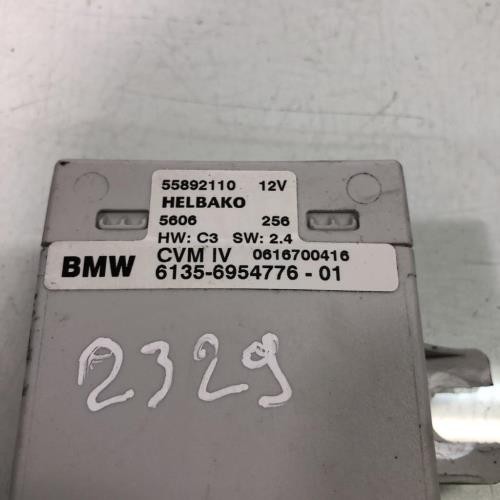 55892110 12V
HELBAKO
5606 256
HW: C3 SW: 2.4
BMW CVM IV 0616700416
6135-6954776 - 01
2329